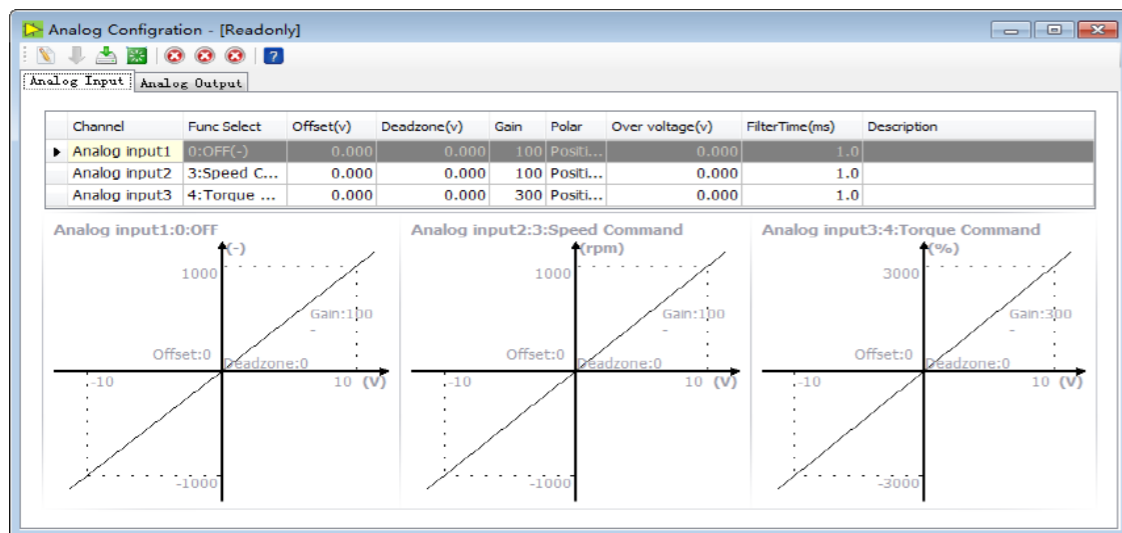 Analog Configration - [Readonly]
Analog Input Analog Output
Channel Func Select Offset(v) Deadzone(v) Gain Polar Over voltage(v) FilterTime(ms) Description
Analog input1 0:OFF(-) 0.000 0.000 100 Positi... 0.000 1.0
Analog input2 3:Speed C... 0.000 0.000 100 Positi... 0.000 1.0
Analog input3 4:Torque ... 0.000 0.000 300 Positi... 0.000 1.0
Analog input1:0:OFF
(-)
1000
Gain:100
-
Offset:0
Deadzone:0
-10
10 (V)
-1000
Analog input2:3:Speed Command
(rpm)
1000
Gain:100
-
Offset:0
Deadzone:0
-10
10 (V)
-1000
Analog input3:4:Torque Command
(%)
3000
Gain:300
-
Offset:0
Deadzone:0
-10
10 (V)
-3000